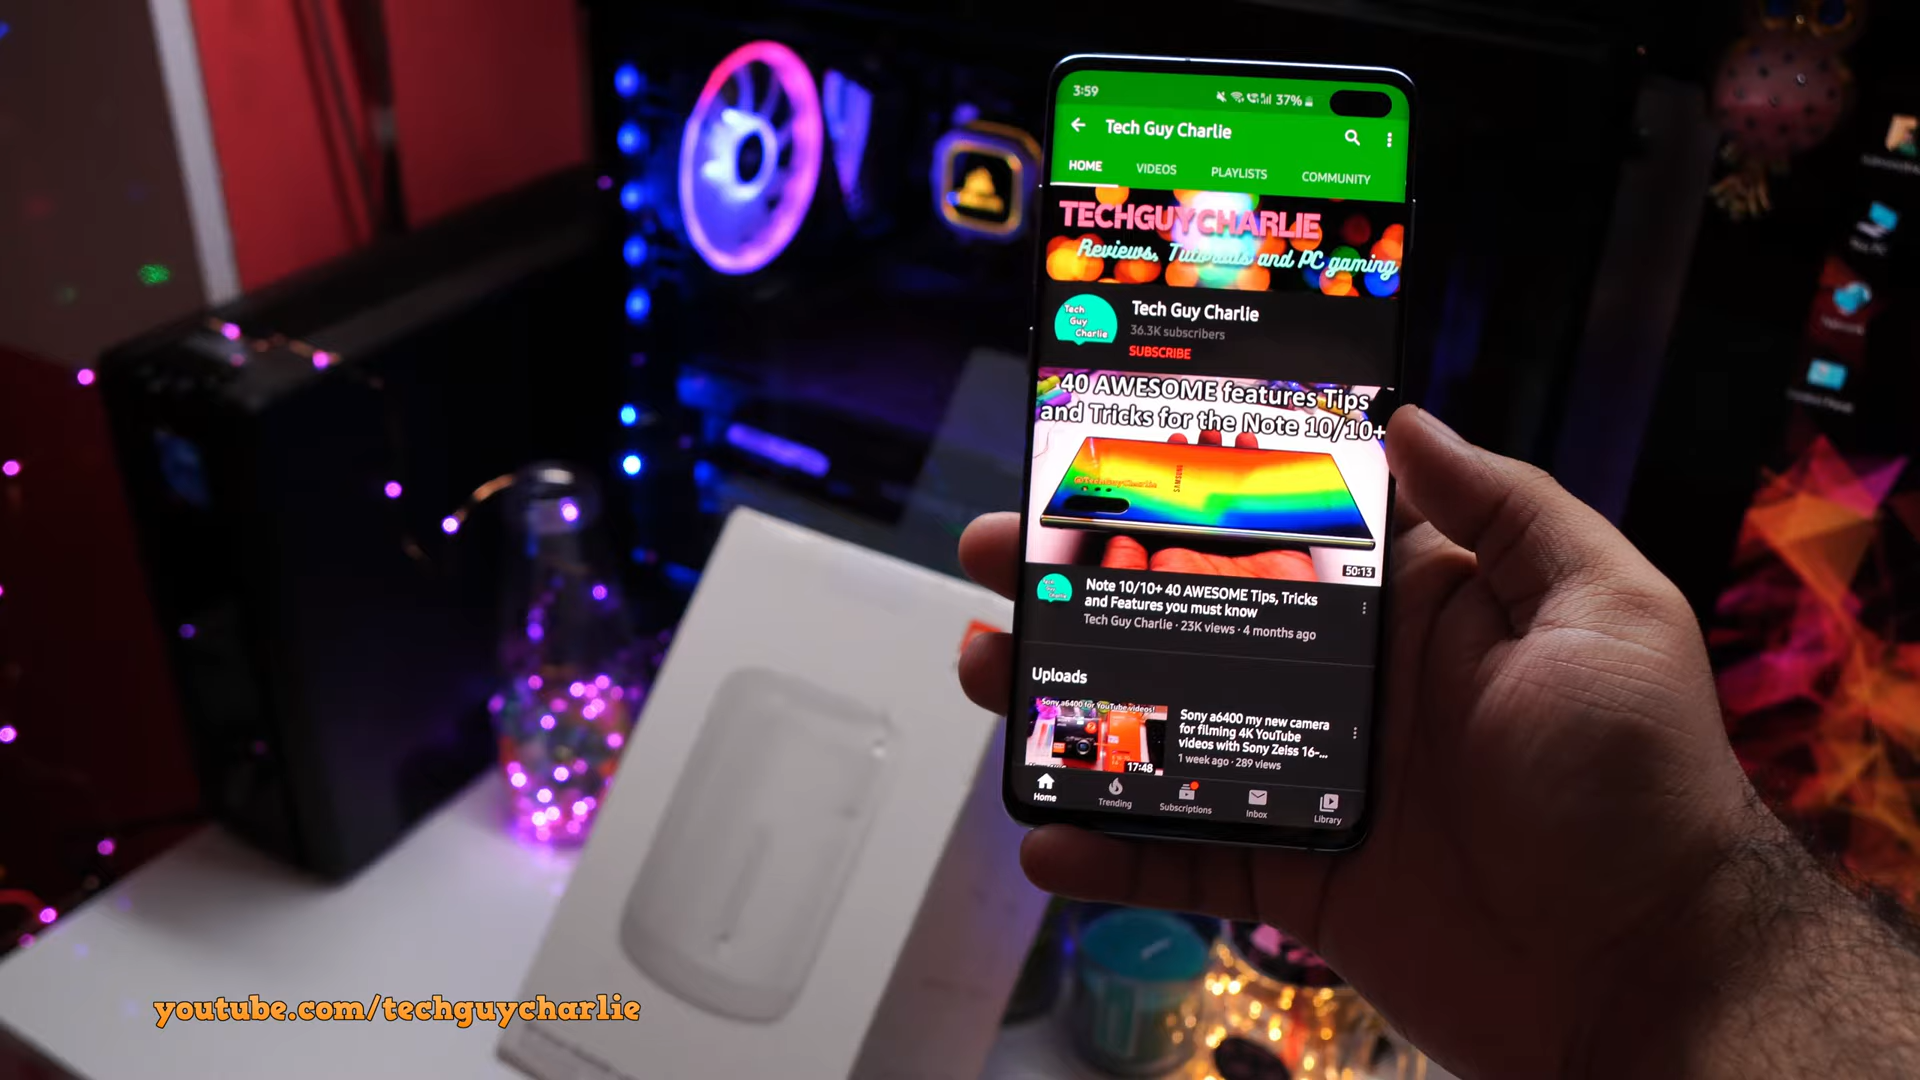 3:59
37%
Tech Guy Charlie
HOME
VIDEOS
PLAYLISTS
COMMUNITY
TECHGUYCHARLIE
Reviews, Tutorials and PC gaming
Tech
Guy
Charlie
Tech Guy Charlie
36.3K subscribers
SUBSCRIBE
40 AWESOME features Tips
and Tricks for the Note 10/10+
@TechGuyCharlie
SAMSUNG
50:13
Note 10/10+ 40 AWESOME Tips, Tricks
and Features you must know
Tech Guy Charlie · 23K views · 4 months ago
Uploads
Sony a6400 for YouTube videos!
17:48
Sony a6400 my new camera
for filming 4K YouTube
videos with Sony Zeiss 16-...
1 week ago · 289 views
Home
Trending
Subscriptions
Inbox
Library
youtube.com/techguycharlie